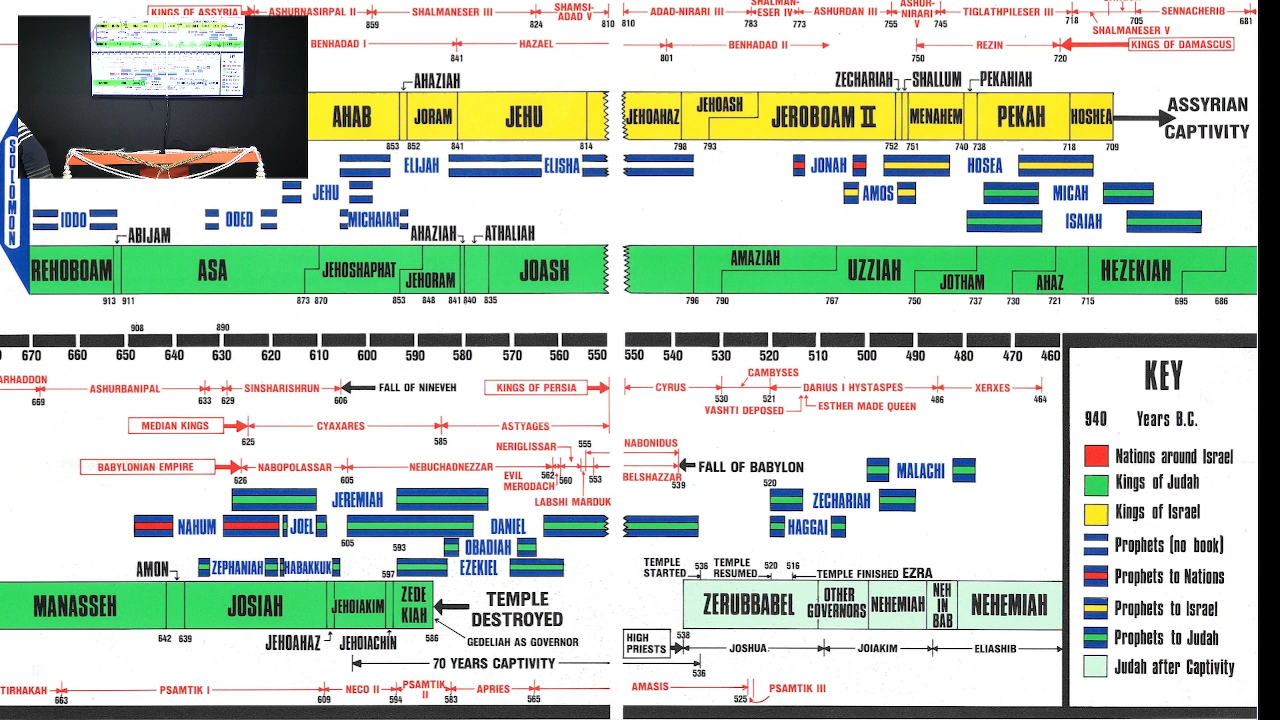 KINGS OF ASSYRIA
ASHURNASIRPAL II
859
SHALMANESER III
824
SHAMSI-
ADAD V
810
810
ADAD-NIRARI III
783
SHALMAN-
ESER IV
773
ASHURDAN III
755
ASHUR-
NIRARI
V
745
TIGLATHPILESER III
718
SHALMANESER V
705
SENNACHERIB
681
BENHADAD I
841
HAZAEL
801
BENHADAD II
750
REZIN
720
KINGS OF DAMASCUS
AHAZIAH
ZECHARIAH
SHALLUM
PEKAHIAH
AHAB
JORAM
JEHU
JEHOAHAZ
JEHOASH
JEROBOAM II
MENAHEM
PEKAH
HOSHEA
ASSYRIAN
CAPTIVITY
853
852
841
814
798
793
752
751
740
738
718
709
SOLOMON
ELIJAH
ELISHA
JONAH
HOSEA
JEHU
AMOS
MICAH
IDDO
ODED
MICHAIAH
ISAIAH
ABIJAM
AHAZIAH
ATHALIAH
REHOBOAM
ASA
JEHOSHAPHAT
JEHORAM
JOASH
AMAZIAH
UZZIAH
JOTHAM
AHAZ
HEZEKIAH
913
911
873
870
853
848
841
840
835
796
790
767
750
737
730
721
715
695
686
908
890
670
660
650
640
630
620
610
600
590
580
570
560
550
550
540
530
520
510
500
490
480
470
460
ARHADDON
669
ASHURBANIPAL
633
629
SINSHARISHRUN
606
FALL OF NINEVEH
KINGS OF PERSIA
CYRUS
530
CAMBYSES
521
DARIUS I HYSTASPES
486
XERXES
464
VASHTI DEPOSED
ESTHER MADE QUEEN
MEDIAN KINGS
625
CYAXARES
585
ASTYAGES
BABYLONIAN EMPIRE
626
NABOPOLASSAR
605
NEBUCHADNEZZAR
NERIGLISSAR
555
EVIL
MERODACH
562
560
553
LABSHI MARDUK
NABONIDUS
BELSHAZZAR
539
FALL OF BABYLON
JEREMIAH
MALACHI
520
ZECHARIAH
NAHUM
JOEL
DANIEL
HAGGAI
605
593
OBADIAH
ZEPHANIAH
HABAKKUK
EZEKIEL
AMON
597
TEMPLE
STARTED
536
TEMPLE
RESUMED
520
516
TEMPLE FINISHED
EZRA
MANASSEH
JOSIAH
JEHOIAKIM
ZEDE
KIAH
TEMPLE
DESTROYED
ZERUBBABEL
OTHER
GOVERNORS
NEHEMIAH
NEH
IN
BAB
NEHEMIAH
642
639
JEHOAHAZ
JEHOIACHIN
586
GEDELIAH AS GOVERNOR
HIGH
PRIESTS
538
JOSHUA
JOIAKIM
ELIASHIB
70 YEARS CAPTIVITY
536
TIRHAKAH
663
PSAMTIK I
609
NECO II
594
PSAMTIK
II
583
APRIES
565
AMASIS
525
PSAMTIK III
KEY
940 Years B.C.
Nations around Israel
Kings of Judah
Kings of Israel
Prophets (no book)
Prophets to Nations
Prophets to Israel
Prophets to Judah
Judah after Captivity